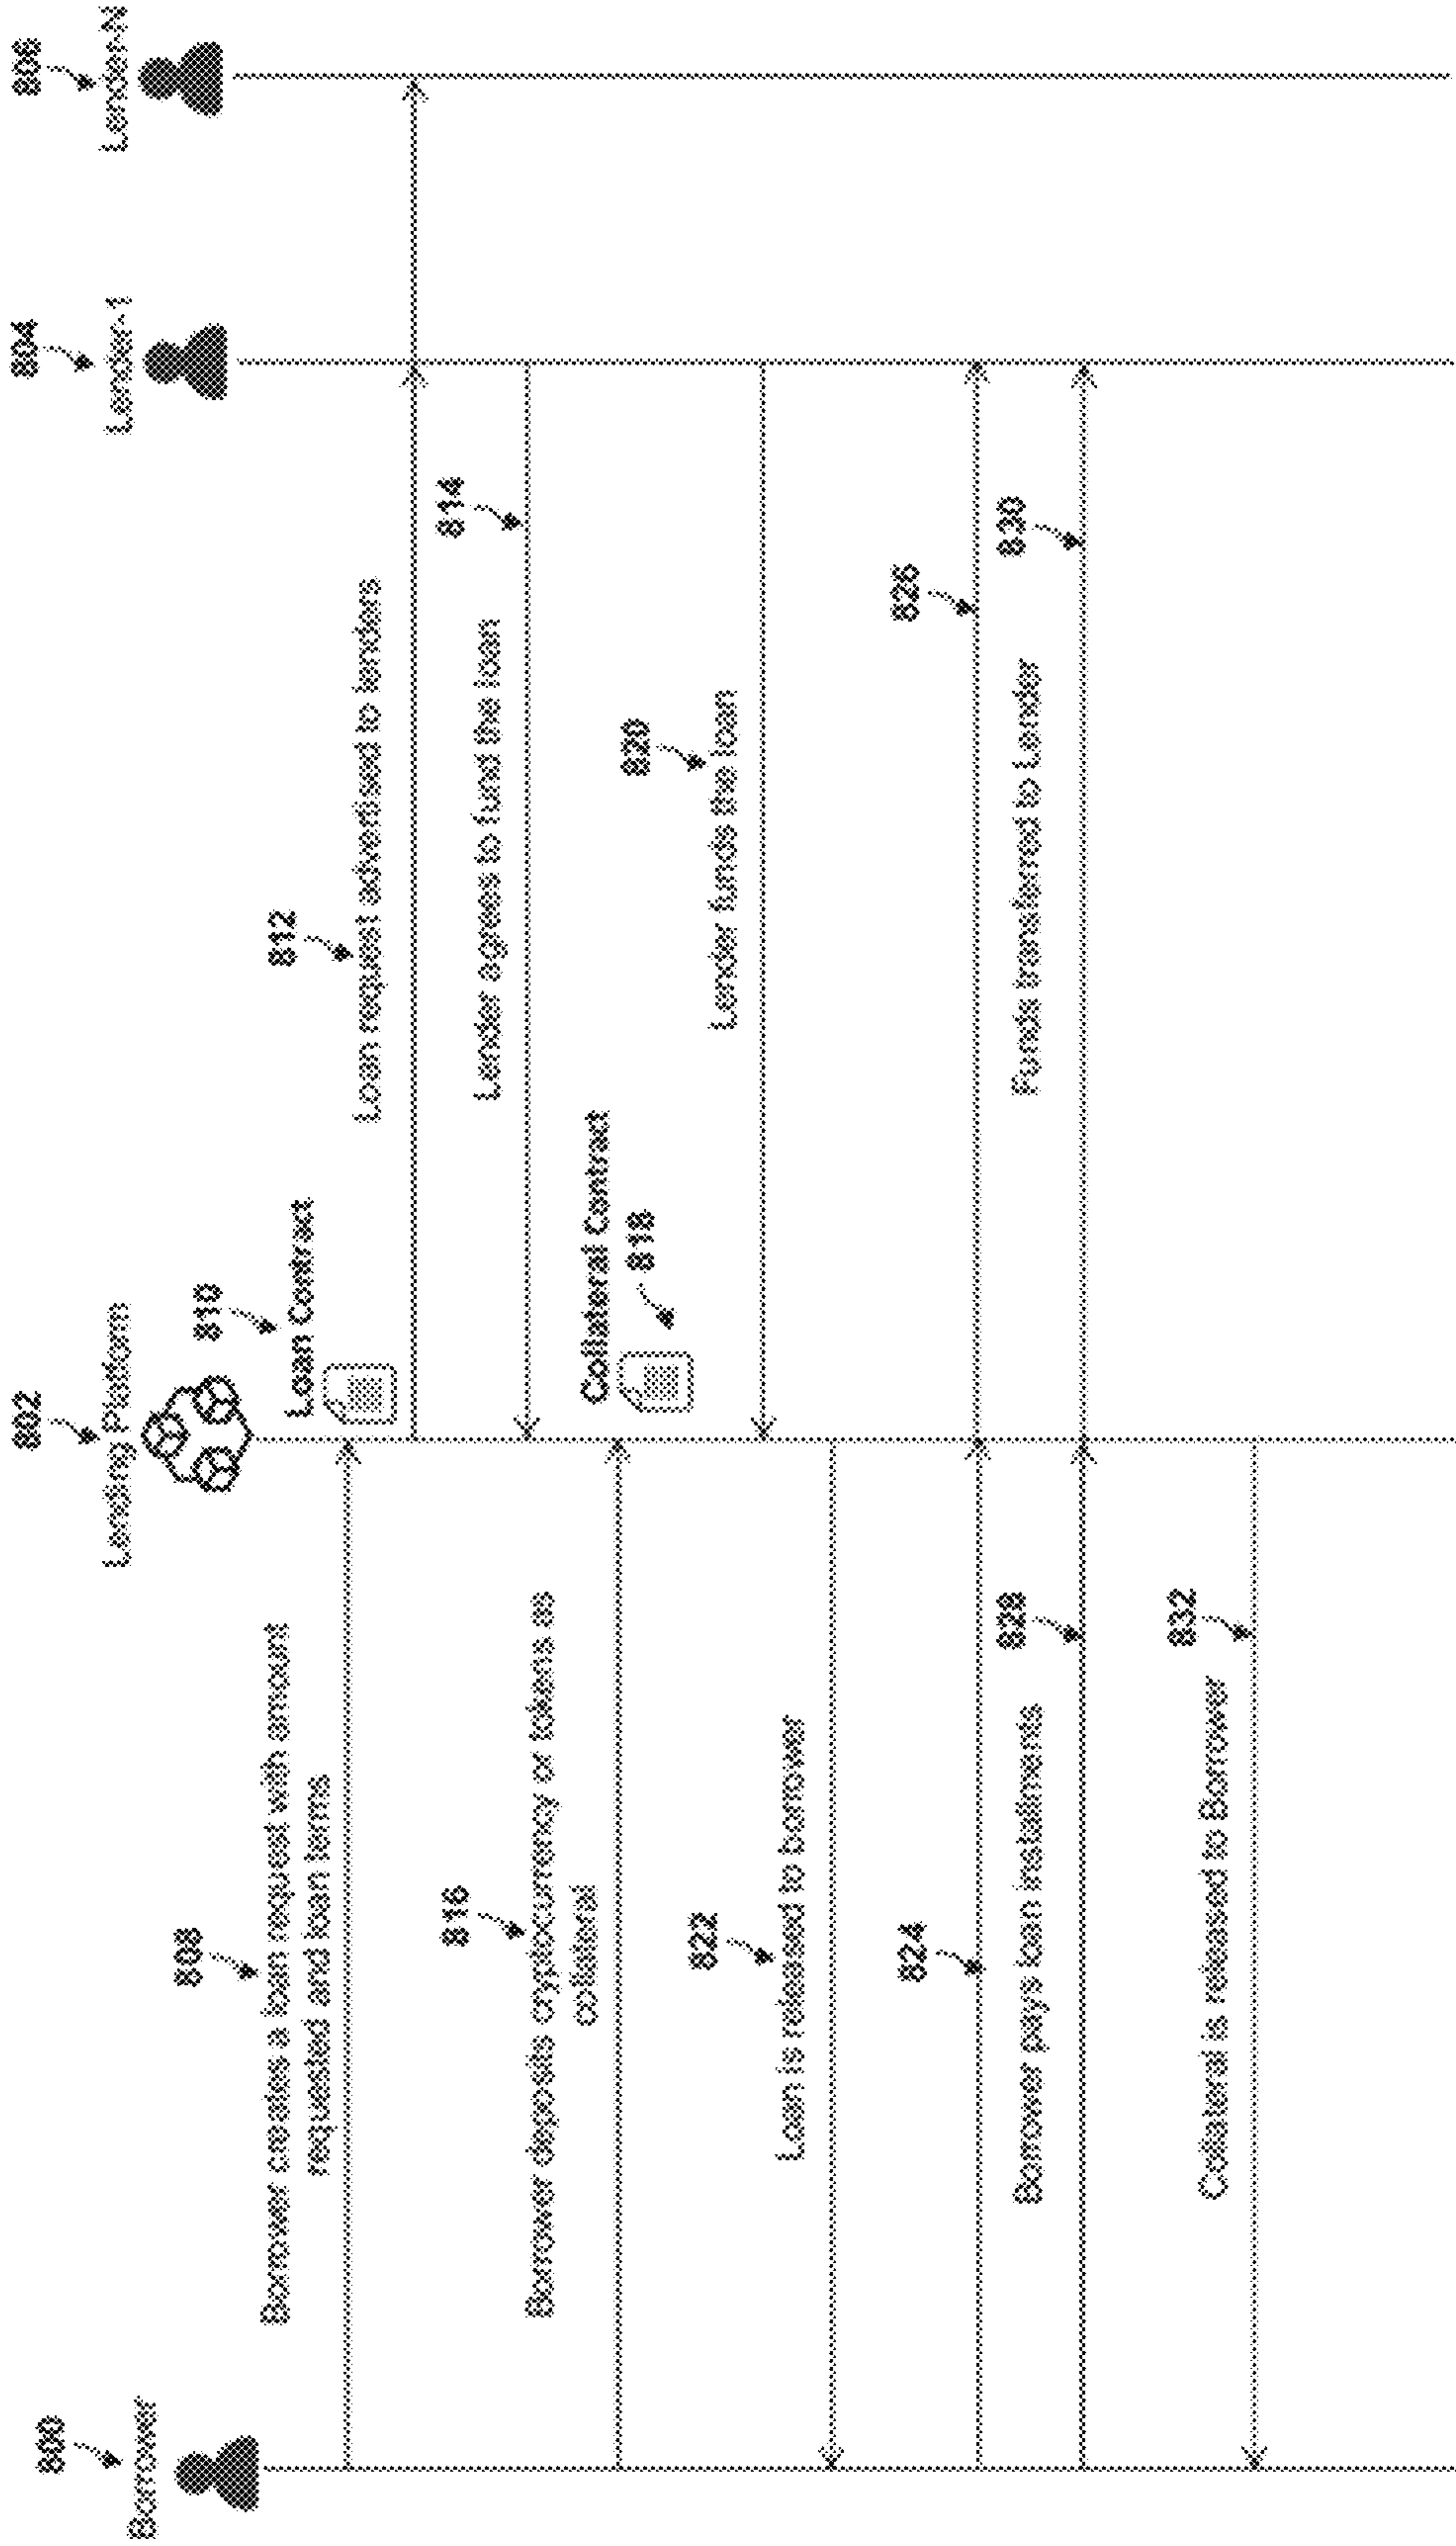 800
Borrower
802
Lending Platform
804
Lender-1
806
Lender-N
808
Borrower creates a loan request with amount
requested and loan terms
810
Loan Contract
812
Loan request advertised to lenders
814
Lender agrees to fund the loan
816
Borrower deposits cryptocurrency or tokens as
collateral
Collateral Contract
818
820
Lender funds the loan
822
Loan is released to borrower
824
826
Borrower pays loan installments
828
Funds transferred to Lender
830
832
Collateral is released to Borrower